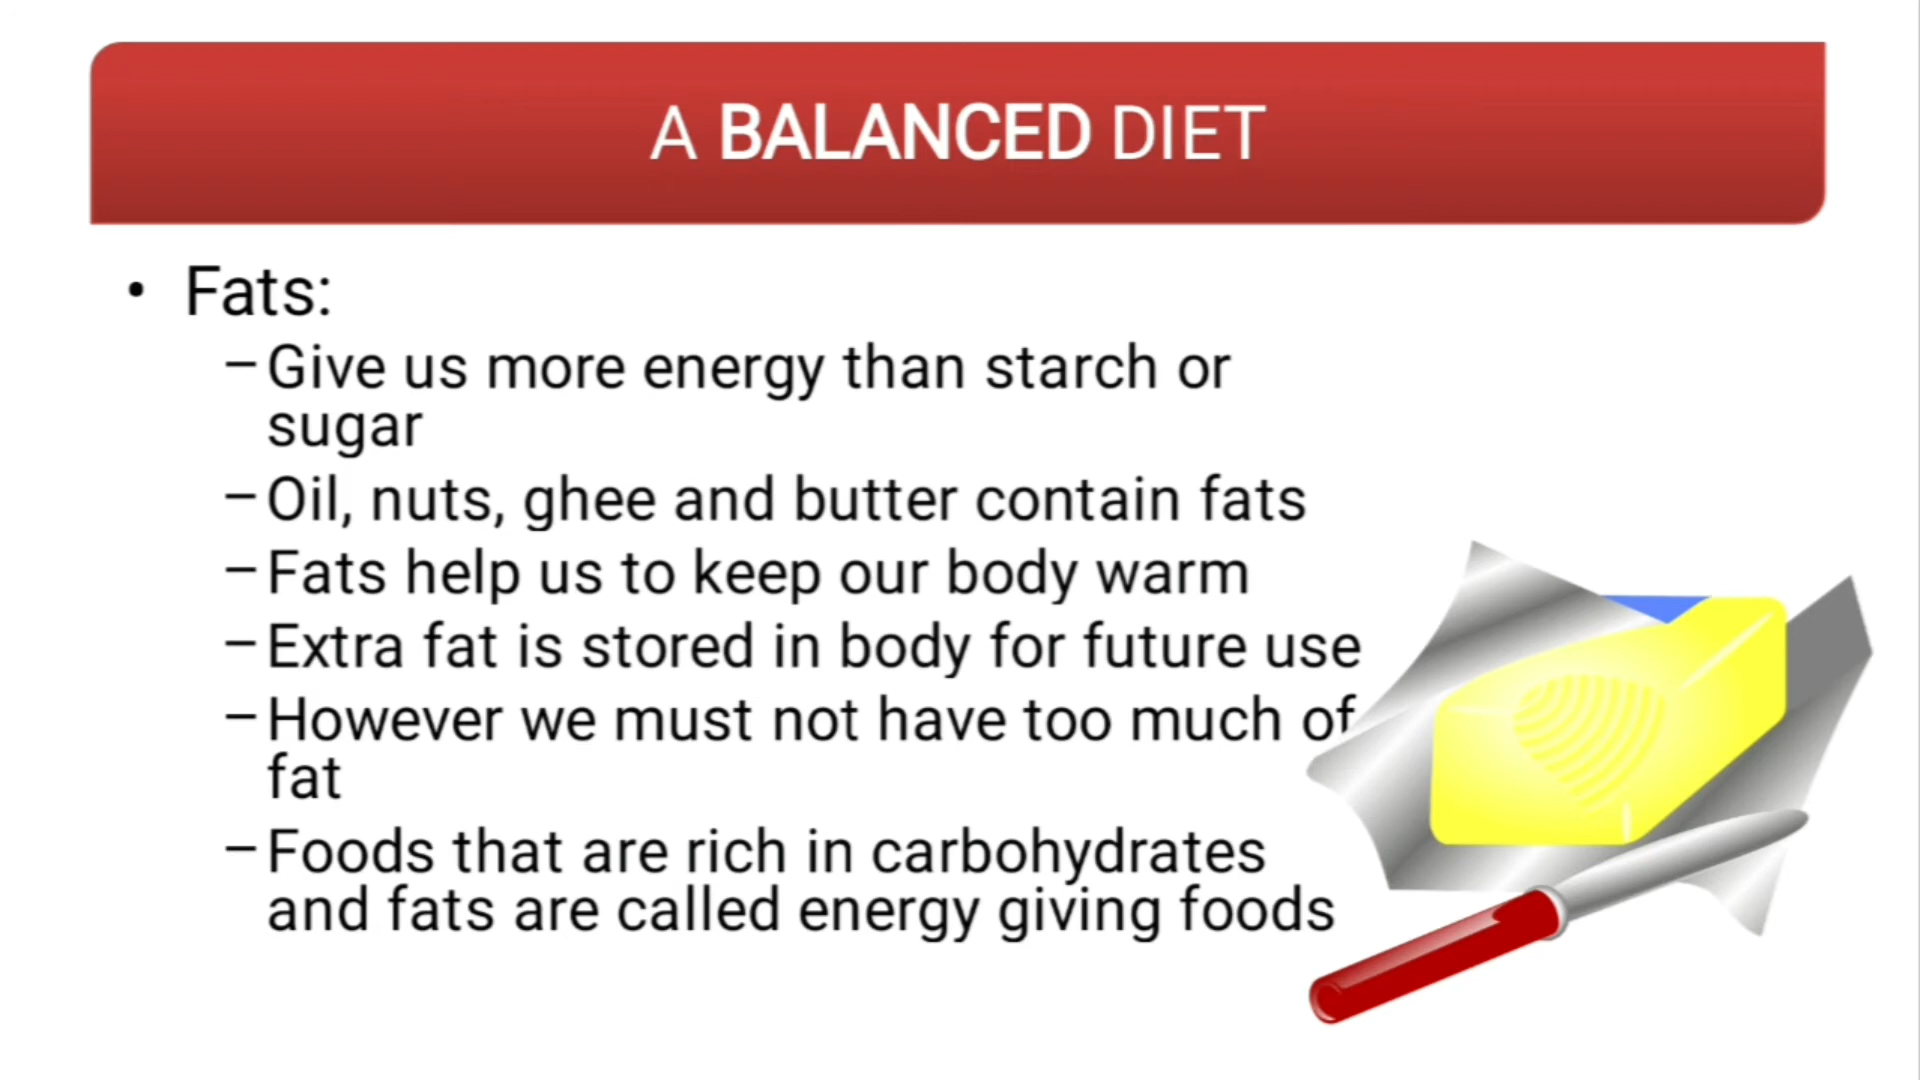 A BALANCED DIET
• Fats:
– Give us more energy than starch or
sugar
– Oil, nuts, ghee and butter contain fats
– Fats help us to keep our body warm
– Extra fat is stored in body for future use
– However we must not have too much of
fat
– Foods that are rich in carbohydrates
and fats are called energy giving foods